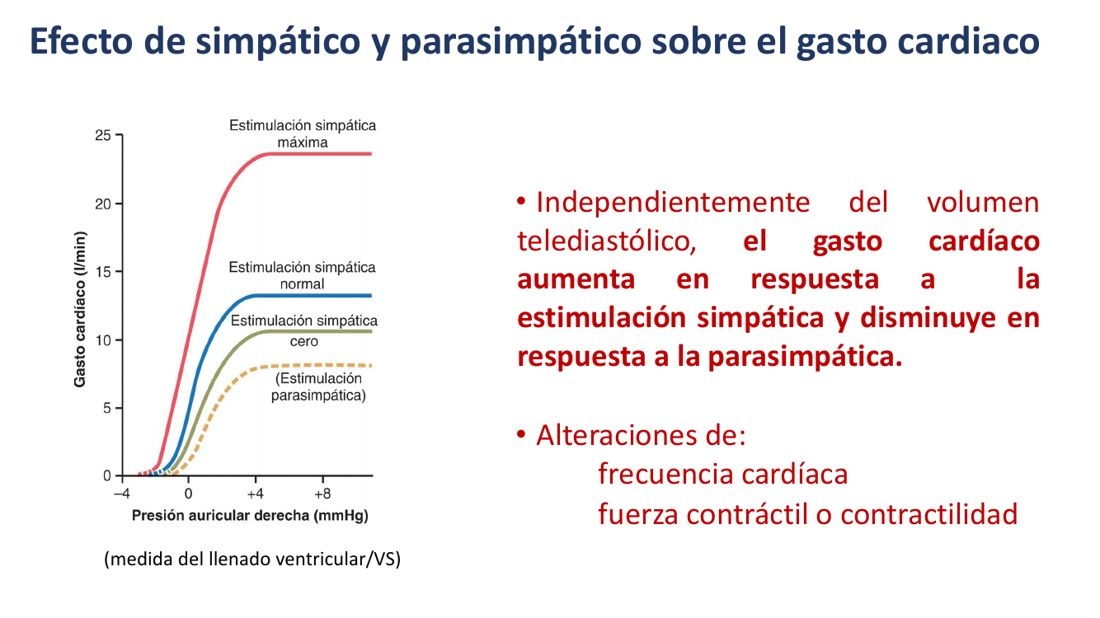 Efecto de simpático y parasimpático sobre el gasto cardiaco
Estimulación simpática
máxima
25
20
15
10
5
0
Gasto cardíaco (l/min)
Estimulación simpática
normal
Estimulación simpática
cero
(Estimulación
parasimpática)
–4
0
+4
+8
Presión auricular derecha (mmHg)
(medida del llenado ventricular/VS)
• Independientemente del volumen
telediastólico, el gasto cardíaco
aumenta en respuesta a la
estimulación simpática y disminuye en
respuesta a la parasimpática.
• Alteraciones de:
frecuencia cardíaca
fuerza contráctil o contractilidad